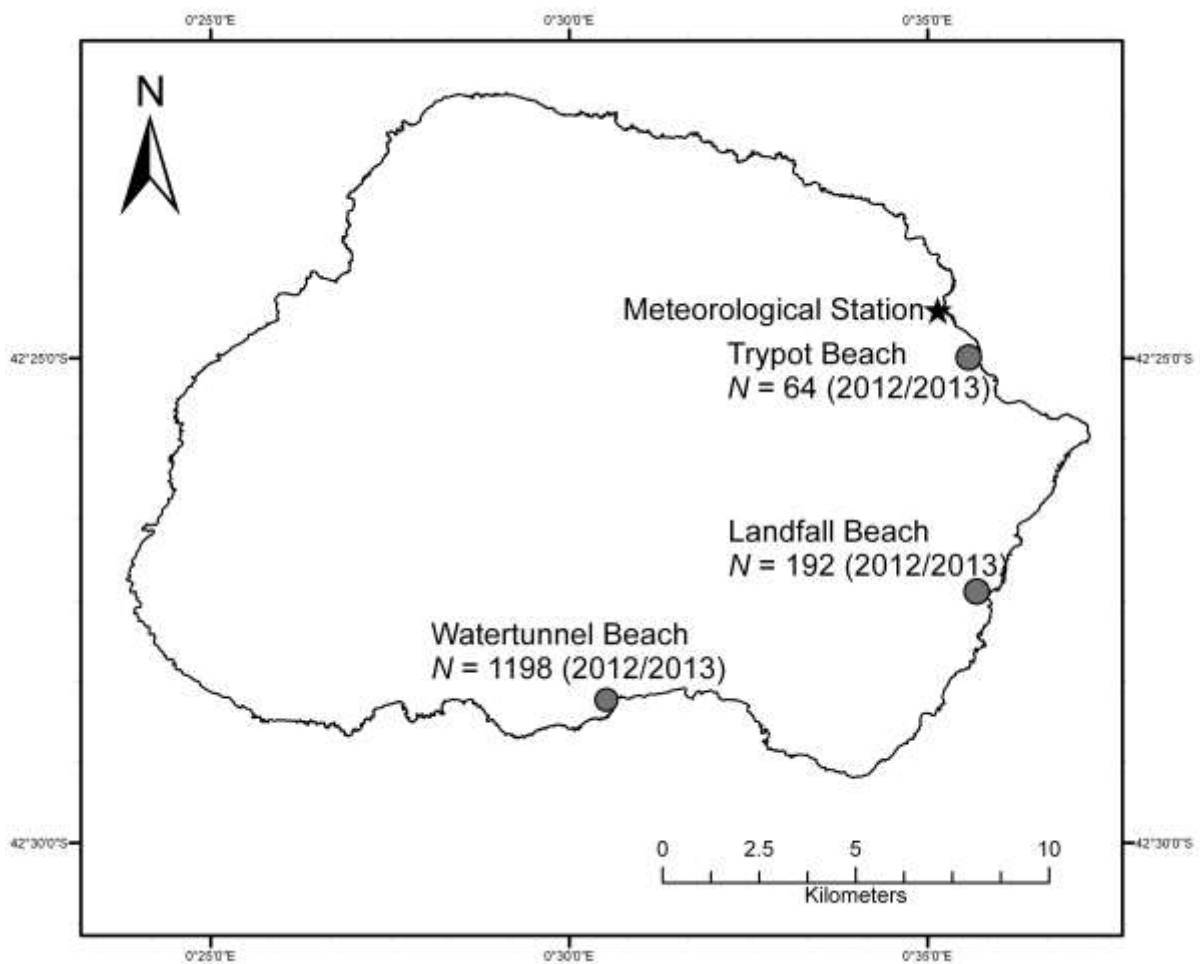 0°25'0"E 0°30'0"E 0°35'0"E
N
Meteorological Station
42°25'0"S 42°25'0"S
Trypot Beach
N = 64 (2012/2013)
Landfall Beach
N = 192 (2012/2013)
Watertunnel Beach
N = 1198 (2012/2013)
42°30'0"S 42°30'0"S
0 2.5 5 10
Kilometers
0°25'0"E 0°30'0"E 0°35'0"E